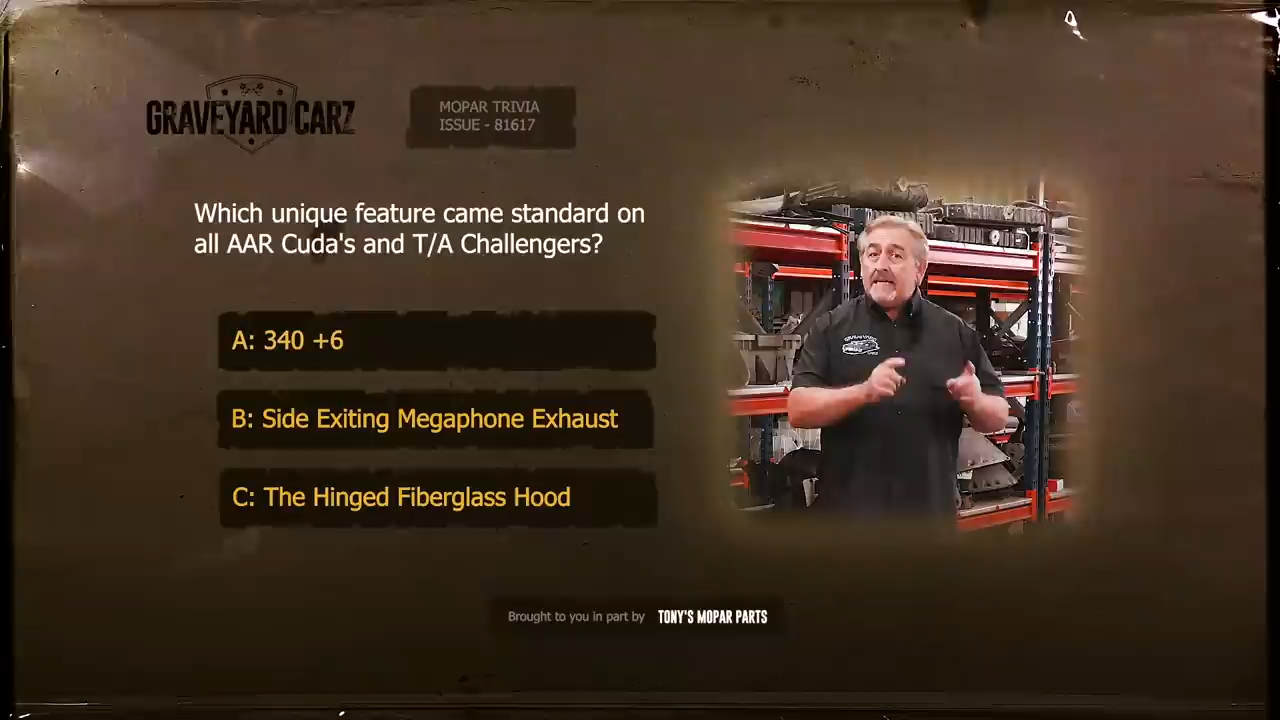 GRAVEYARD CARZ
MOPAR TRIVIA
ISSUE - 81617
Which unique feature came standard on
all AAR Cuda's and T/A Challengers?
A: 340 +6
B: Side Exiting Megaphone Exhaust
C: The Hinged Fiberglass Hood
GRAVEYARD
Brought to you in part by TONY'S MOPAR PARTS